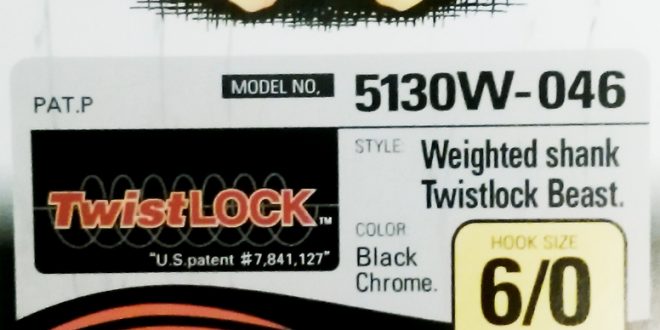 PAT.P
MODEL NO.
5130W-046
STYLE
Weighted shank
Twistlock Beast.
TwistLOCK™
"U.S.patent #7,841,127"
COLOR
Black
Chrome.
HOOK SIZE
6/0